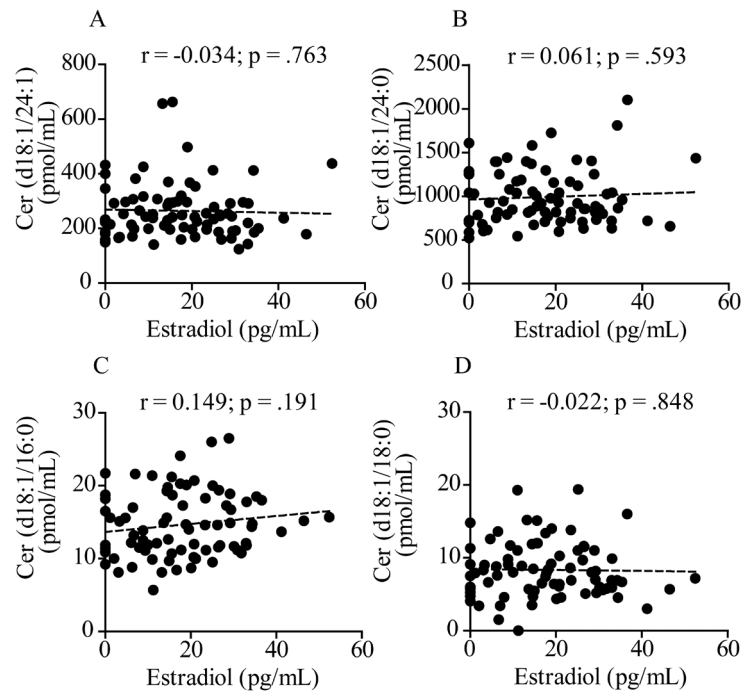 A
r = -0.034; p = .763
Cer (d18:1/24:1)
(pmol/mL)
800
600
400
200
0
0 20 40 60
Estradiol (pg/mL)
B
r = 0.061; p = .593
Cer (d18:1/24:0)
(pmol/mL)
2500
2000
1500
1000
500
0
0 20 40 60
Estradiol (pg/mL)
C
r = 0.149; p = .191
Cer (d18:1/16:0)
(pmol/mL)
30
20
10
0
0 20 40 60
Estradiol (pg/mL)
D
r = -0.022; p = .848
Cer (d18:1/18:0)
(pmol/mL)
30
20
10
0
0 20 40 60
Estradiol (pg/mL)